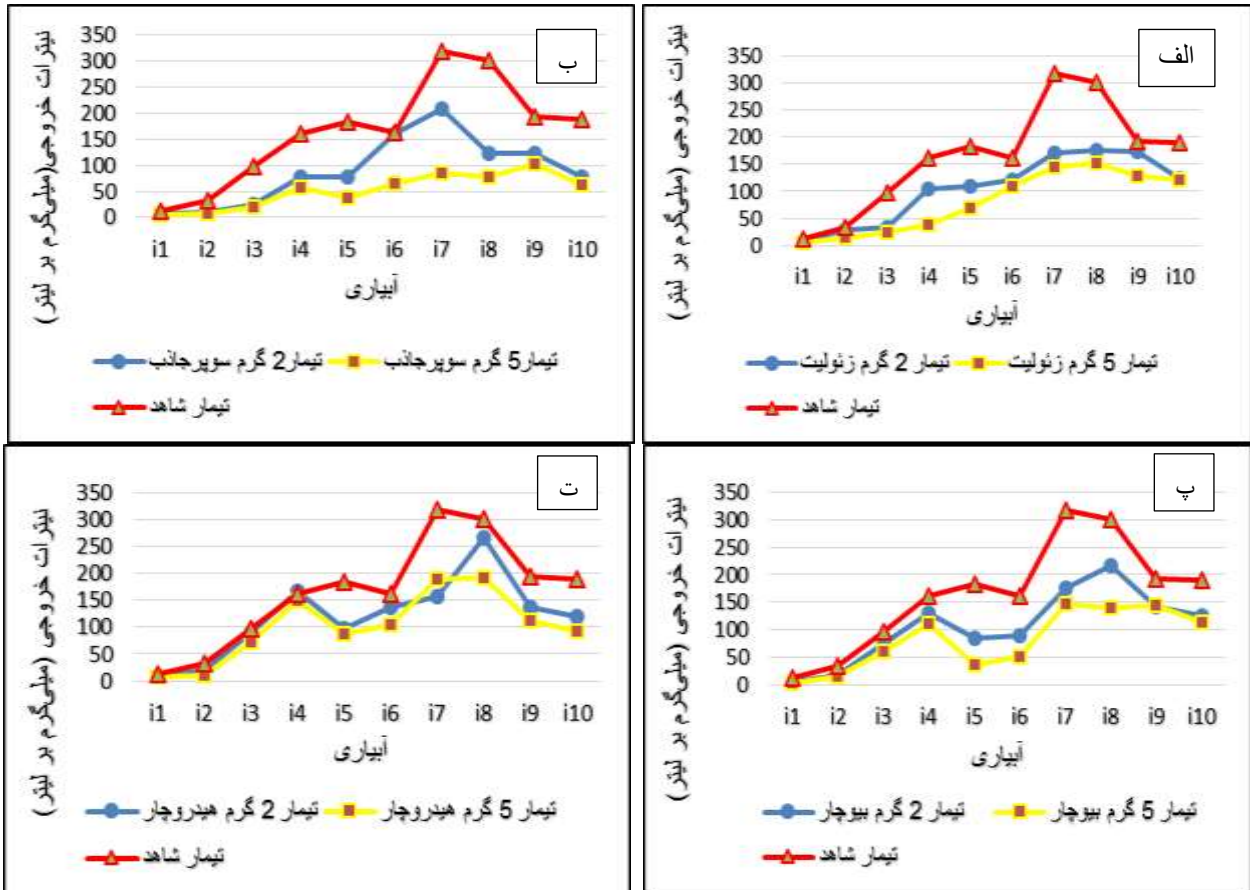 الف
نیترات خروجی (میلی‌گرم بر لیتر)
350
300
250
200
150
100
50
0
i1 i2 i3 i4 i5 i6 i7 i8 i9 i10
آبیاری
تیمار 2 گرم زئولیت
تیمار 5 گرم زئولیت
تیمار شاهد
ب
نیترات خروجی(میلی‌گرم بر لیتر)
350
300
250
200
150
100
50
0
i1 i2 i3 i4 i5 i6 i7 i8 i9 i10
آبیاری
تیمار2 گرم سوپرجاذب
تیمار5 گرم سوپرجاذب
تیمار شاهد
پ
نیترات خروجی (میلی‌گرم بر لیتر)
350
300
250
200
150
100
50
0
i1 i2 i3 i4 i5 i6 i7 i8 i9 i10
آبیاری
تیمار 2 گرم بیوچار
تیمار 5 گرم بیوچار
تیمار شاهد
ت
نیترات خروجی (میلی‌گرم بر لیتر)
350
300
250
200
150
100
50
0
i1 i2 i3 i4 i5 i6 i7 i8 i9 i10
آبیاری
تیمار 2 گرم هیدروچار
تیمار 5 گرم هیدروچار
تیمار شاهد